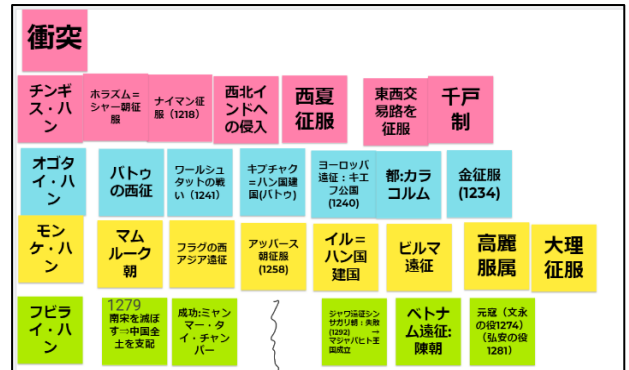 衝突
チンギ
ス・ハ
ン
ホラズム=
シャー朝征
服
ナイマン征
服（1218）
西北イ
ンドへ
の侵入
西夏
征服
東西交
易路を
征服
千戸
制
オゴタ
イ・ハ
ン
バトゥ
の西征
ワールシュ
タットの戦
い（1241）
キプチャク
=ハン国建
国(バトゥ)
ヨーロッパ
遠征：キエ
フ公国
(1240)
都:カラ
コルム
金征服
(1234)
モン
ケ・ハ
ン
マム
ルーク
朝
フラグの西
アジア遠征
アッバース
朝征服
(1258)
イル=
ハン国
建国
ビルマ
遠征
高麗
服属
大理
征服
フビラ
イ・ハ
ン
1279
南宋を滅ぼ
す⇒中国全
土を支配
成功:ミャン
マー・タ
イ・チャン
パー
ジャワ遠征シン
サガリ朝：失敗
(1292) →
マジャパヒト王
国成立
ベトナ
ム遠征:
陳朝
元寇（文永
の役1274）
（弘安の役
1281）